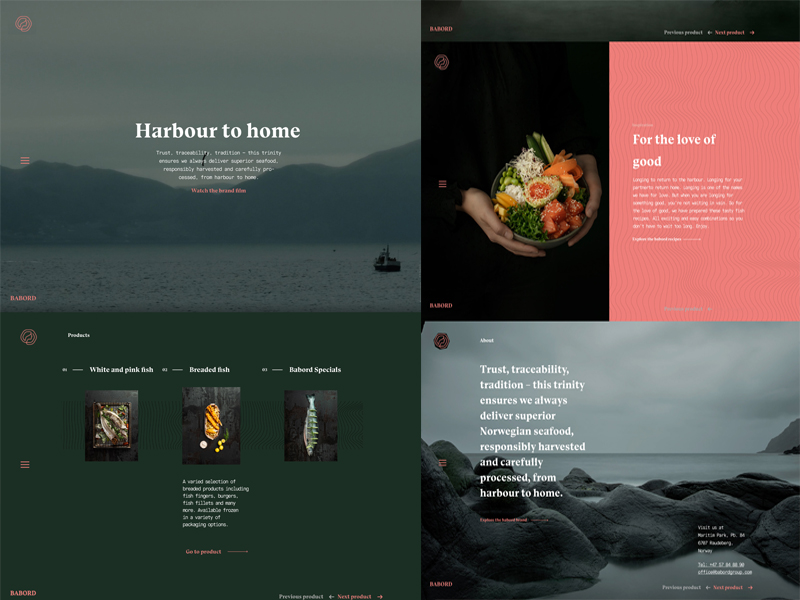 Harbour to home
Trust, traceability, tradition – this trinity
ensures we always deliver superior seafood,
responsibly harvested and carefully pro-
cessed, from harbour to home
Watch the brand film
BABORD
Products
01 White and pink fish 02 Breaded fish 03 Babord Specials
A varied selection of
breaded products including
fish fingers, burgers,
fish fillets and many
more. Available frozen
in a variety of
packaging options.
Go to product
BABORD
Previous product ← Next product →
BABORD
Previous product ← Next product →
For the love of
good
Longing to return to the harbour. Longing for your
partner to return home. Longing is one of the names
we have for love. But when you are longing for
something good, you're not waiting in vain. So for
the love of good, we have prepared these tasty fish
recipes. All exciting and easy combinations so you
don't have to wait too long. Enjoy.
Explore the babord recipes
BABORD
About
Trust, traceability,
tradition – this trinity
ensures we always
deliver superior
Norwegian seafood,
responsibly harvested
and carefully
processed, from
harbour to home.
Explore the babord brand
Visit us at
Maritim Park, Pb. 84
6707 Raudeberg,
Norway
Tel: +47 57 84 80 90
office@babordgroup.com
BABORD
Previous product ← Next product →